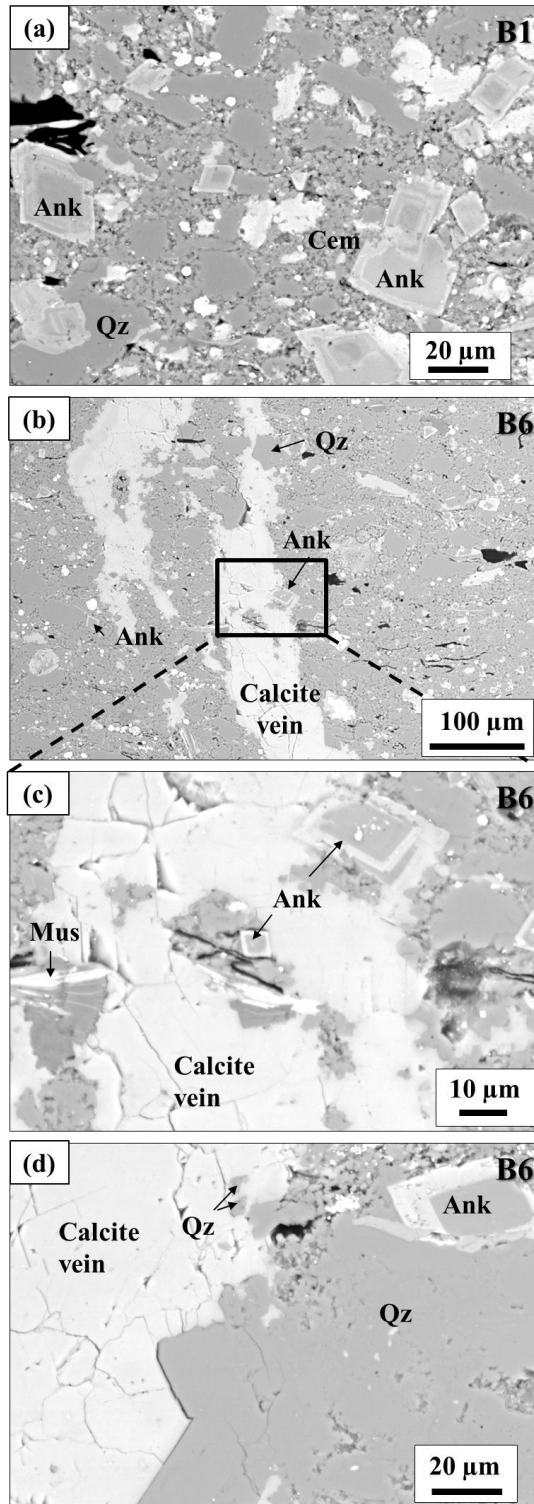 (a)
B1
Ank
Cem
Ank
Qz
20 µm
(b)
B6
Qz
Ank
Ank
Calcite
vein
100 µm
(c)
B6
Ank
Mus
Calcite
vein
10 µm
(d)
B6
Ank
Qz
Calcite
vein
Qz
20 µm